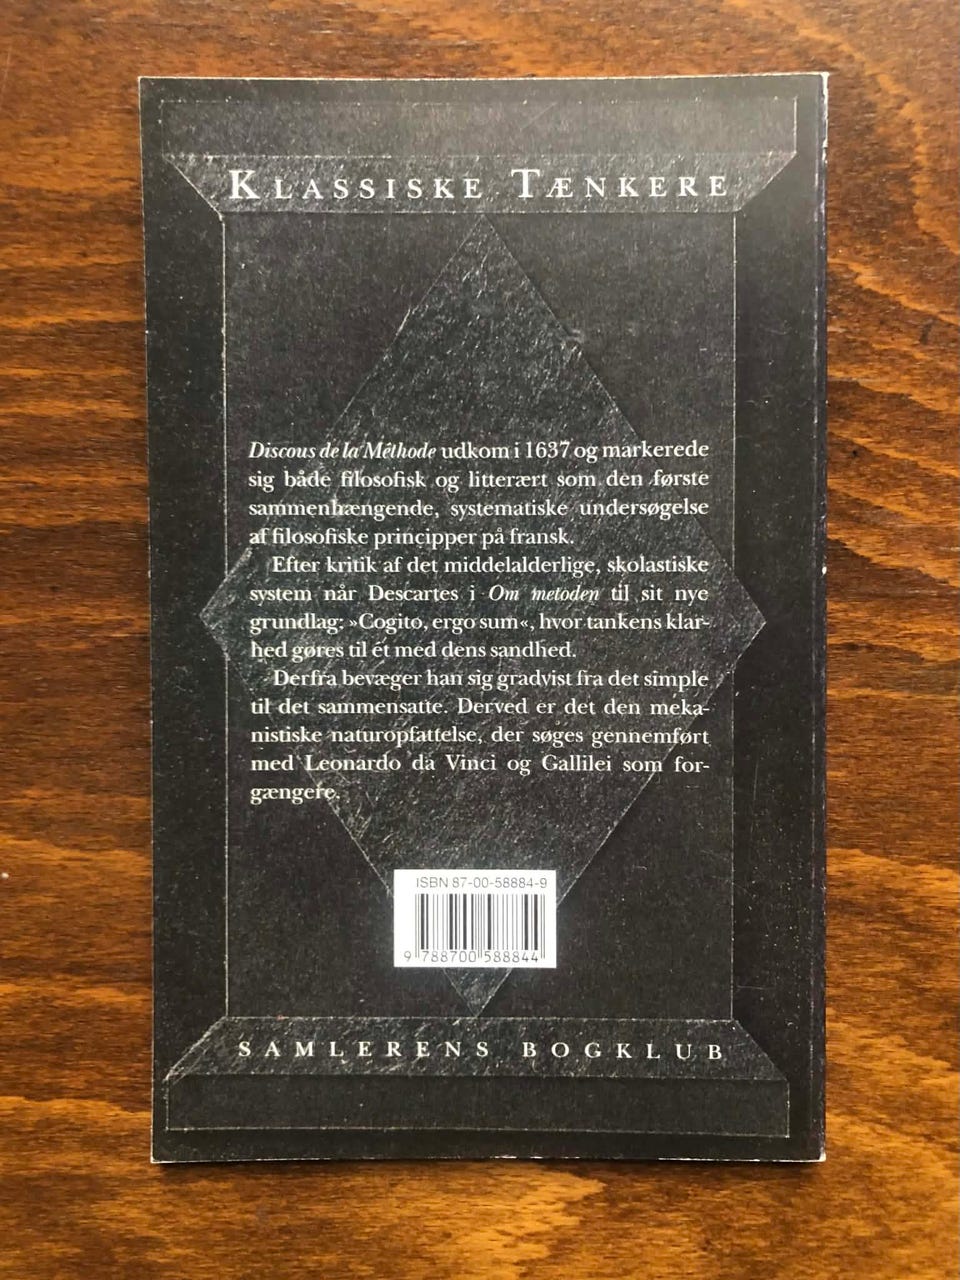 KLASSISKE TÆNKERE
Discous de la Mêthode udkom i 1637 og markerede
sig både filosofisk og litterært som den første
sammenhængende, systematiske undersøgelse
af filosofiske principper på fransk.
Efter kritik af det middelalderlige, skolastiske
system når Descartes i Om metoden til sit nye
grundlag: »Cogito, ergo sum«, hvor tankens klar-
hed gøres til ét med dens sandhed.
Derfra bevæger han sig gradvist fra det simple
til det sammensatte. Derved er det den meka-
nistiske naturopfattelse, der søges gennemført
med Leonardo da Vinci og Gallilei som for-
gængere.
ISBN 87-00-58884-9
9 788700 588844
SAMLERENS BOGKLUB